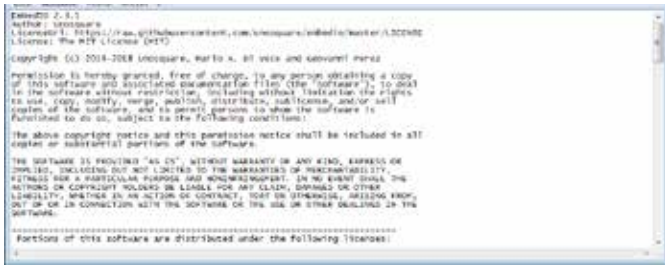 EmbedIO 2.3.1
Author: Unosquare
LicenseUrl: https://raw.githubusercontent.com/unosquare/embedio/master/LICENSE
License: The MIT License (MIT)
Copyright (c) 2014-2018 Unosquare, Mario A. Di Vece and Geovanni Perez
Permission is hereby granted, free of charge, to any person obtaining a copy
of this software and associated documentation files (the "Software"), to deal
in the Software without restriction, including without limitation the rights
to use, copy, modify, merge, publish, distribute, sublicense, and/or sell
copies of the Software, and to permit persons to whom the Software is
furnished to do so, subject to the following conditions:
The above copyright notice and this permission notice shall be included in all
copies or substantial portions of the Software.
THE SOFTWARE IS PROVIDED "AS IS", WITHOUT WARRANTY OF ANY KIND, EXPRESS OR
IMPLIED, INCLUDING BUT NOT LIMITED TO THE WARRANTIES OF MERCHANTABILITY,
FITNESS FOR A PARTICULAR PURPOSE AND NONINFRINGEMENT. IN NO EVENT SHALL THE
AUTHORS OR COPYRIGHT HOLDERS BE LIABLE FOR ANY CLAIM, DAMAGES OR OTHER
LIABILITY, WHETHER IN AN ACTION OF CONTRACT, TORT OR OTHERWISE, ARISING FROM,
OUT OF OR IN CONNECTION WITH THE SOFTWARE OR THE USE OR OTHER DEALINGS IN THE
SOFTWARE.
Portions of this software are distributed under the following licenses: